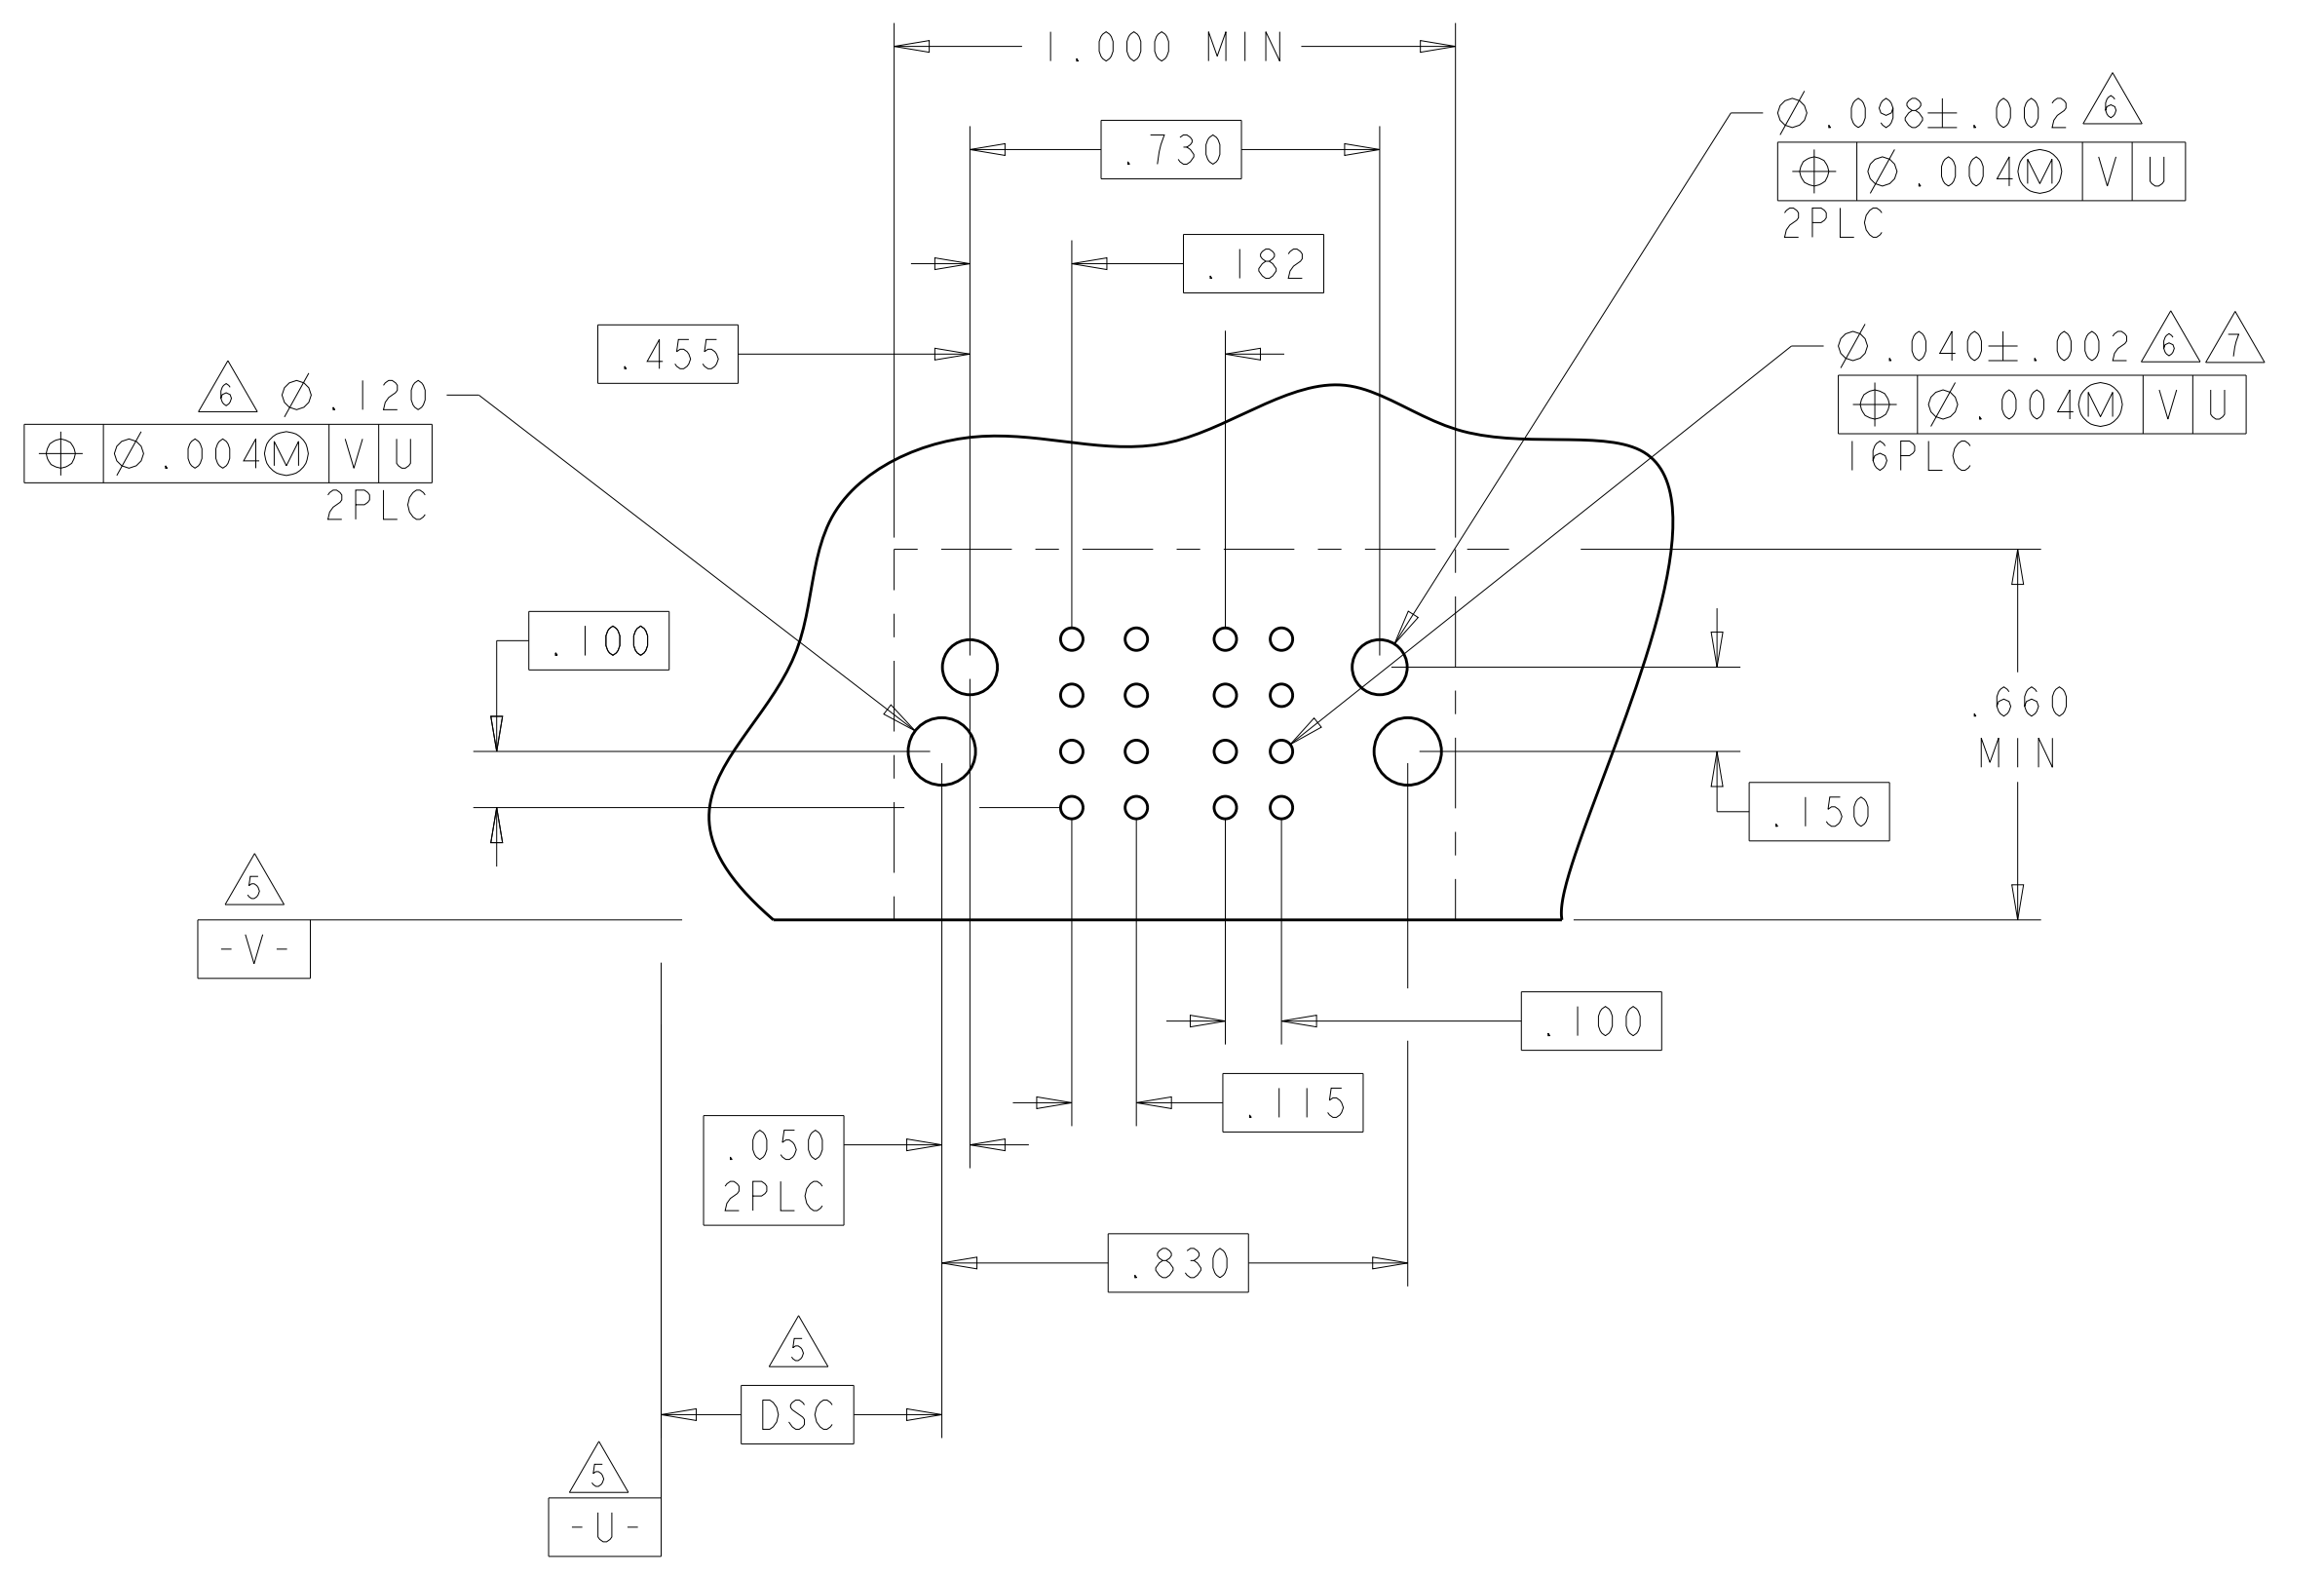 1.000 MIN
.730
⌀.098±.002 6
⌖ ⌀.004Ⓜ V U
2PLC
.182
.455
⌀.040±.002 6 7
⌖ ⌀.004Ⓜ V U
16PLC
6 ⌀.120
⌖ ⌀.004Ⓜ V U
2PLC
.100
.660
MIN
.150
5
-V-
.100
.115
.050
2PLC
.830
5
DSC
5
-U-